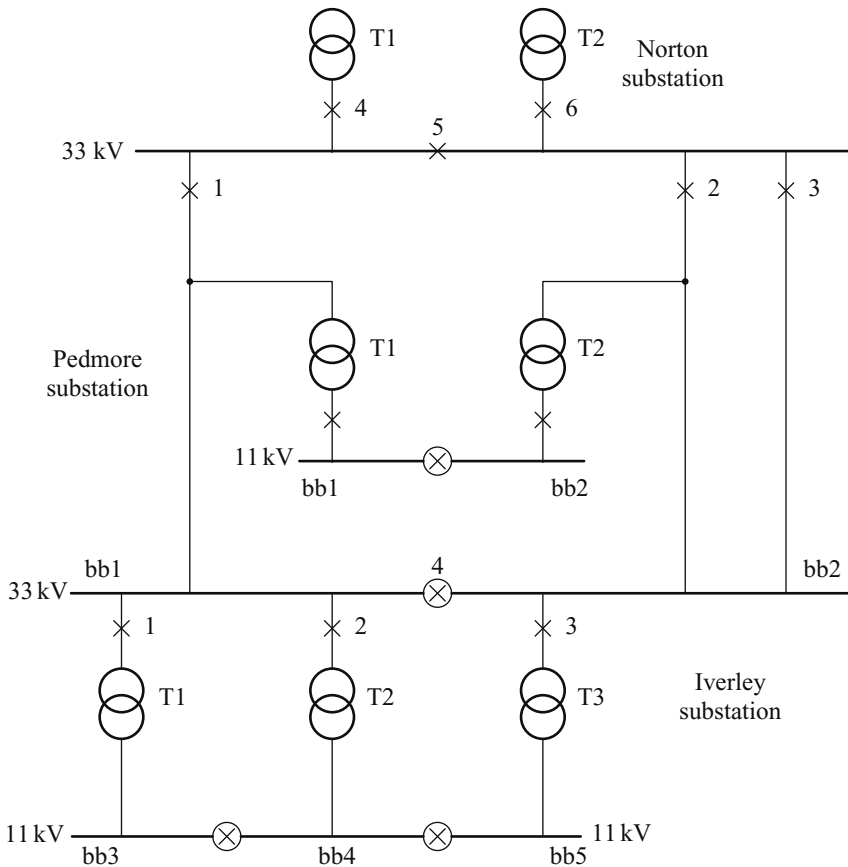 T1
T2
Norton
substation
4
6
5
33 kV
1
2
3
T1
T2
Pedmore
substation
11 kV
bb1
bb2
bb1
4
bb2
33 kV
1
2
3
T1
T2
T3
Iverley
substation
11 kV
11 kV
bb3
bb4
bb5